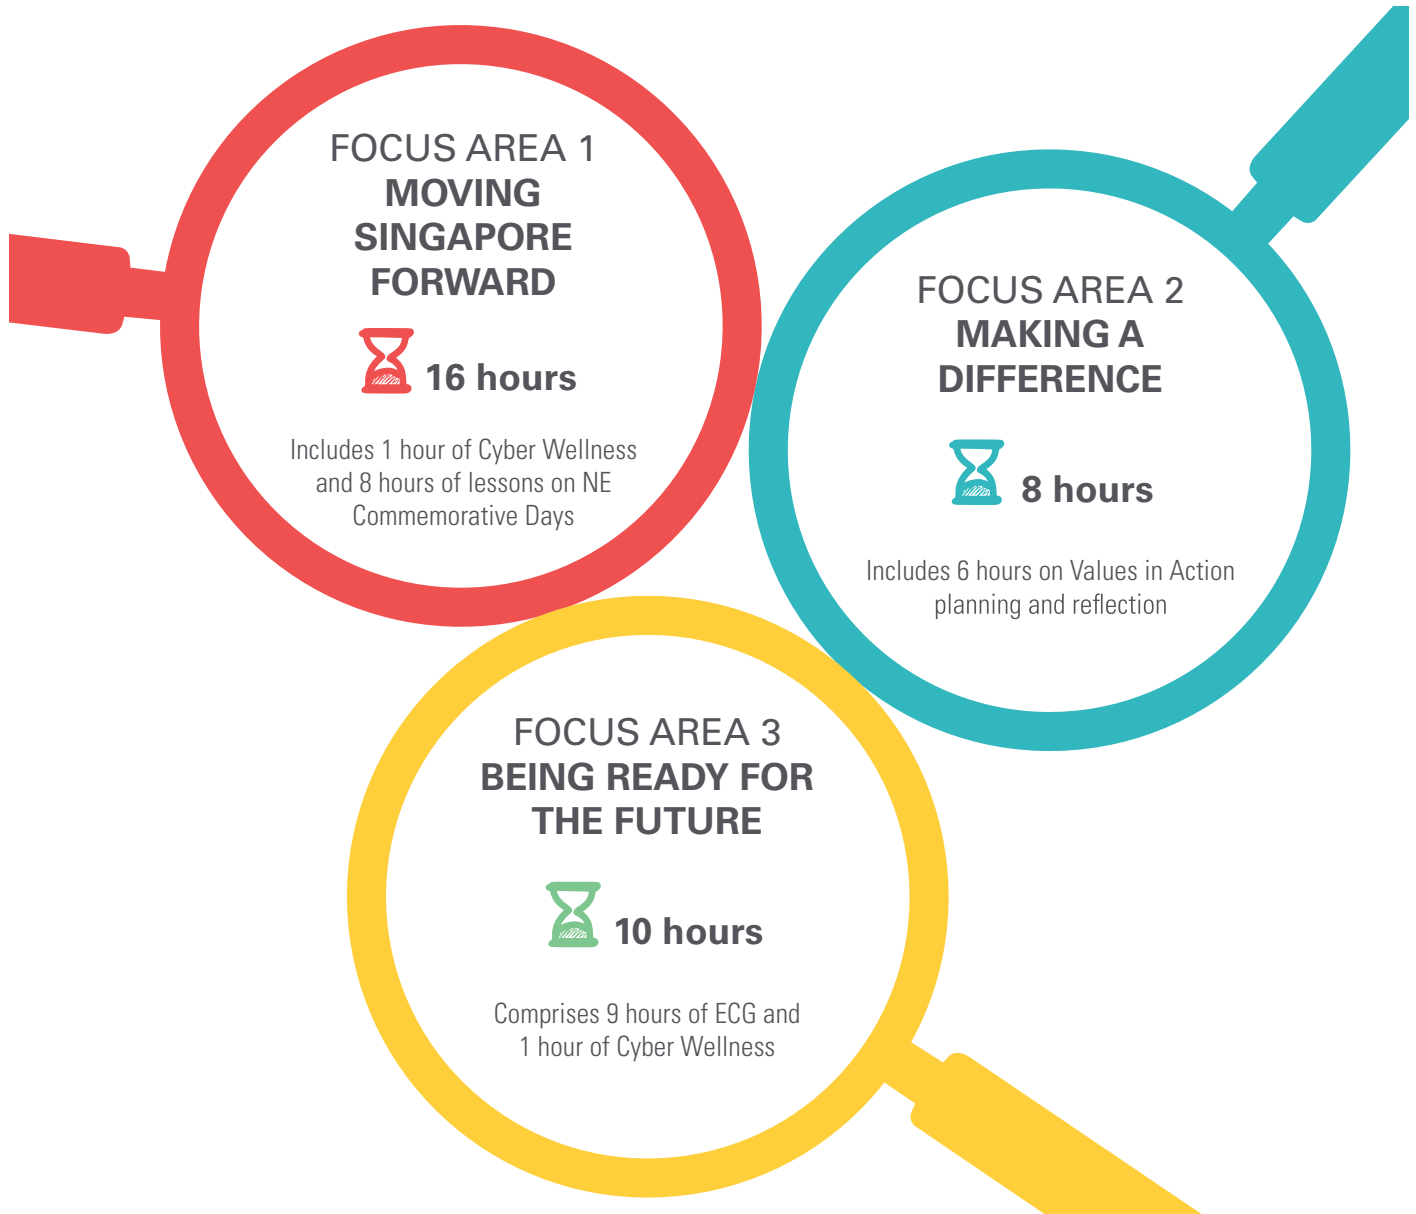 FOCUS AREA 1
MOVING
SINGAPORE
FORWARD
16 hours
Includes 1 hour of Cyber Wellness
and 8 hours of lessons on NE
Commemorative Days
FOCUS AREA 2
MAKING A
DIFFERENCE
8 hours
Includes 6 hours on Values in Action
planning and reflection
FOCUS AREA 3
BEING READY FOR
THE FUTURE
10 hours
Comprises 9 hours of ECG and
1 hour of Cyber Wellness